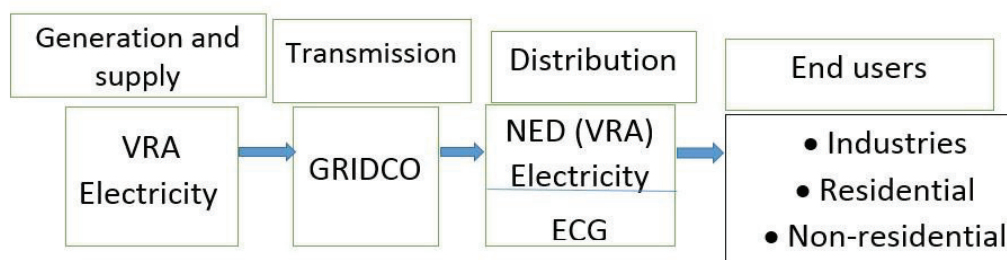 Generation and
supply
Transmission
Distribution
End users
VRA
Electricity
GRIDCO
NED (VRA)
Electricity
ECG
• Industries
• Residential
• Non-residential